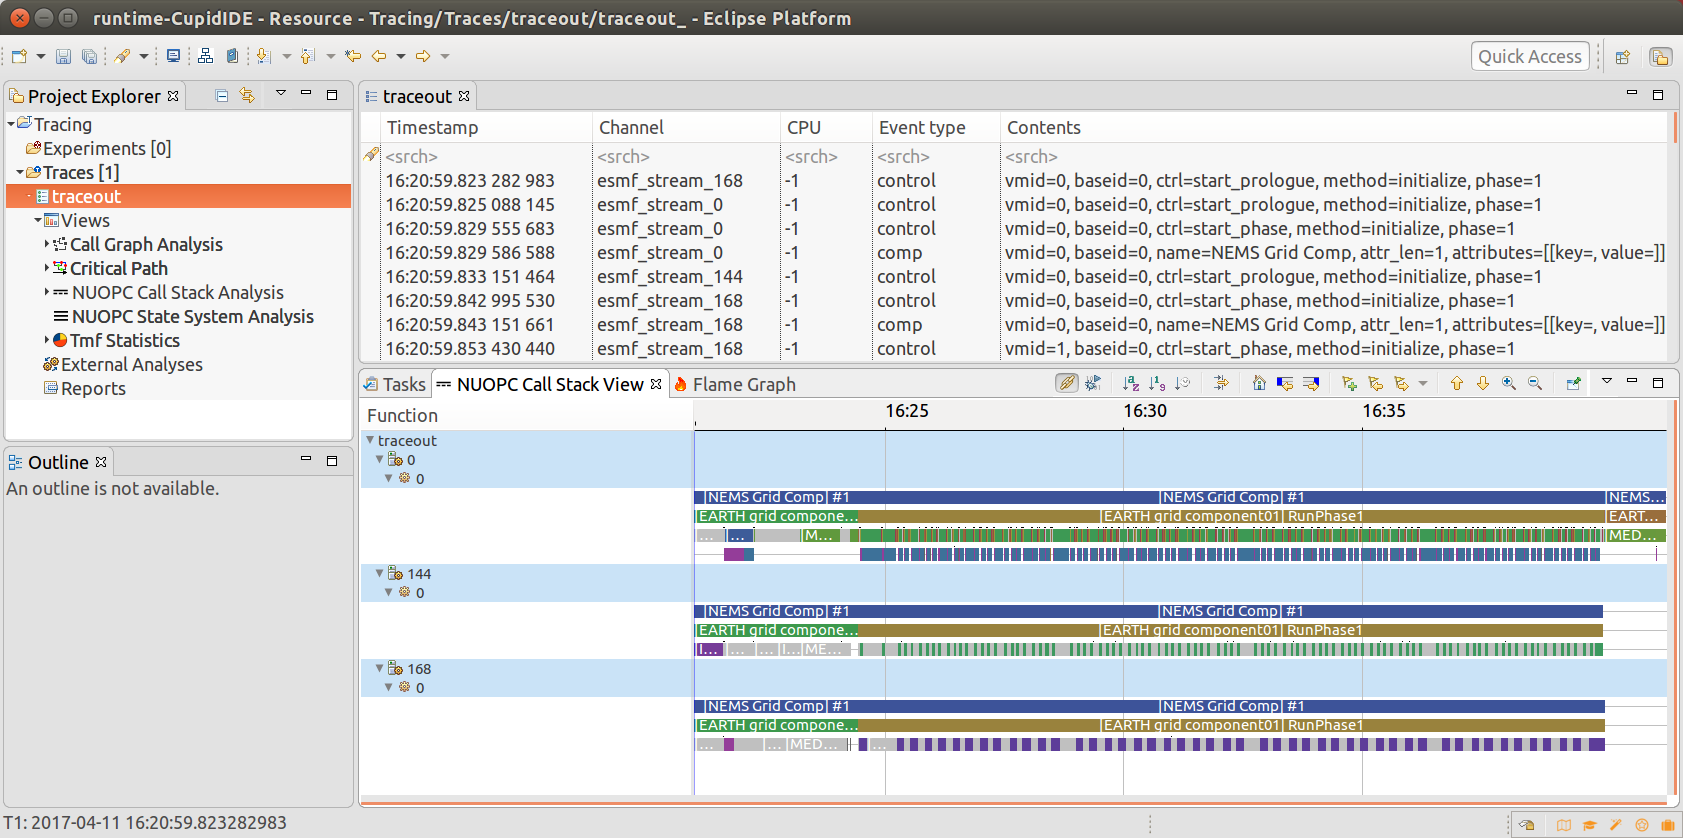 runtime-CupidIDE - Resource - Tracing/Traces/traceout/traceout_ - Eclipse Platform
Quick Access
Project Explorer
Tracing
Experiments [0]
Traces [1]
traceout
Views
Call Graph Analysis
Critical Path
NUOPC Call Stack Analysis
NUOPC State System Analysis
Tmf Statistics
External Analyses
Reports
Outline
An outline is not available.
traceout
Timestamp Channel CPU Event type Contents
<srch> <srch> <srch> <srch> <srch>
16:20:59.823 282 983 esmf_stream_168 -1 control vmid=0, baseid=0, ctrl=start_prologue, method=initialize, phase=1
16:20:59.825 088 145 esmf_stream_0 -1 control vmid=0, baseid=0, ctrl=start_prologue, method=initialize, phase=1
16:20:59.829 555 683 esmf_stream_0 -1 control vmid=0, baseid=0, ctrl=start_phase, method=initialize, phase=1
16:20:59.829 586 588 esmf_stream_0 -1 comp vmid=0, baseid=0, name=NEMS Grid Comp, attr_len=1, attributes=[[key=, value=]]
16:20:59.833 151 464 esmf_stream_144 -1 control vmid=0, baseid=0, ctrl=start_prologue, method=initialize, phase=1
16:20:59.842 995 530 esmf_stream_168 -1 control vmid=0, baseid=0, ctrl=start_phase, method=initialize, phase=1
16:20:59.843 151 661 esmf_stream_168 -1 comp vmid=0, baseid=0, name=NEMS Grid Comp, attr_len=1, attributes=[[key=, value=]]
16:20:59.853 430 440 esmf_stream_168 -1 control vmid=1, baseid=0, ctrl=start_phase, method=initialize, phase=1
Tasks NUOPC Call Stack View Flame Graph
Function 16:25 16:30 16:35
traceout
0
0
|NEMS Grid Comp| #1 |NEMS Grid Comp| #1 |NEMS...
EARTH grid compone... |EARTH grid component01| RunPhase1 |EART...
... |... |M... |MED...
144
0
|NEMS Grid Comp| #1 |NEMS Grid Comp| #1
EARTH grid compone... |EARTH grid component01| RunPhase1
I... |... |... |I...|ME...
168
0
|NEMS Grid Comp| #1 |NEMS Grid Comp| #1
EARTH grid compone... |EARTH grid component01| RunPhase1
... |... |MED... |...
T1: 2017-04-11 16:20:59.823282983